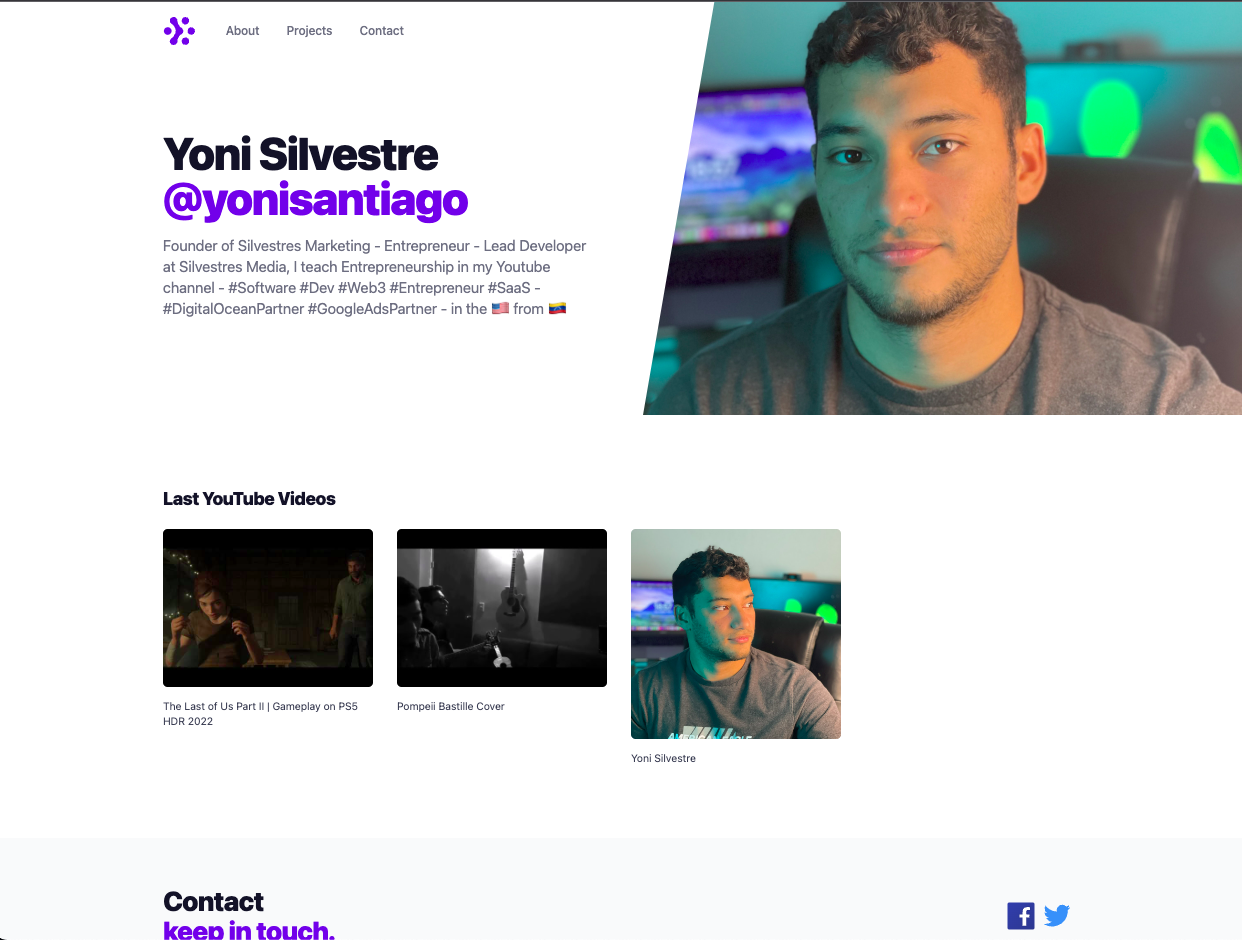 About Projects Contact
Yoni Silvestre
@yonisantiago
Founder of Silvestres Marketing - Entrepreneur - Lead Developer
at Silvestres Media, I teach Entrepreneurship in my Youtube
channel - #Software #Dev #Web3 #Entrepreneur #SaaS -
#DigitalOceanPartner #GoogleAdsPartner - in the 🇺🇸 from 🇻🇪
Last YouTube Videos
The Last of Us Part II | Gameplay on PS5
HDR 2022
Pompeii Bastille Cover
AMERICAN EAGLE
Yoni Silvestre
Contact
keep in touch.